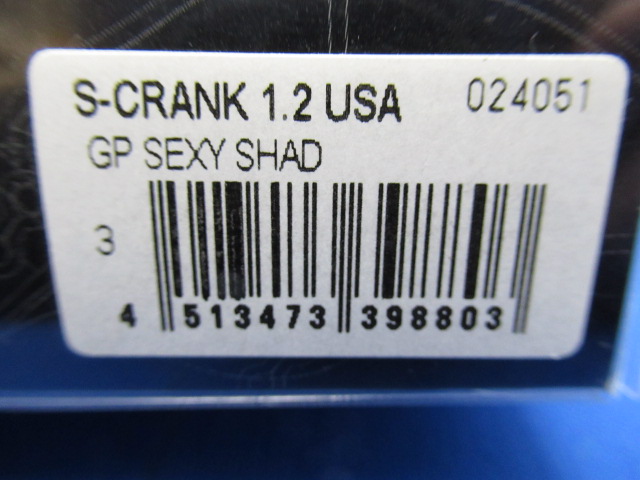 S-CRANK 1.2 USA 024051
GP SEXY SHAD
3
4 513473 398803